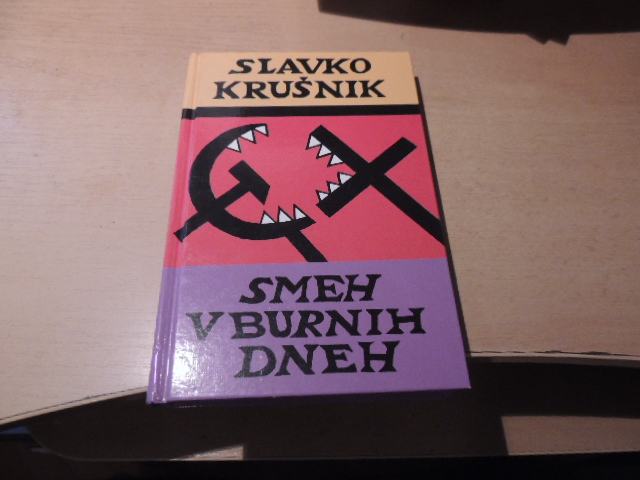 SLAVKO
KRUŠNIK
SMEH
V BURNIH
DNEH